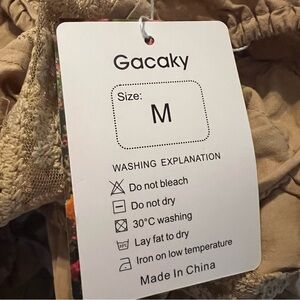 Gacaky
Size:
M
WASHING EXPLANATION
Do not bleach
Do not dry
30°C washing
Lay fat to dry
Iron on low temperature
Made In China